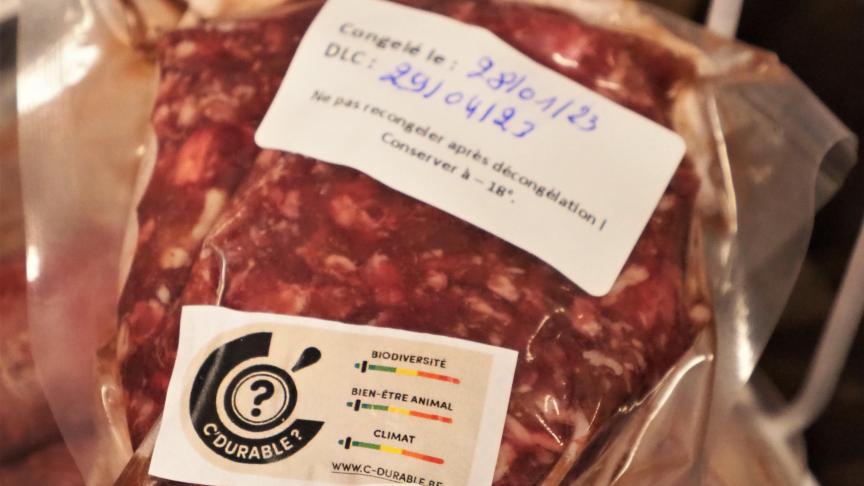 Congelé le : 28/01/23
DLC : 29/04/23
Ne pas recongeler après décongélation !
Conserver à – 18°.
?
C'DURABLE?
BIODIVERSITÉ
BIEN-ÊTRE ANIMAL
CLIMAT
WWW.C-DURABLE.BE